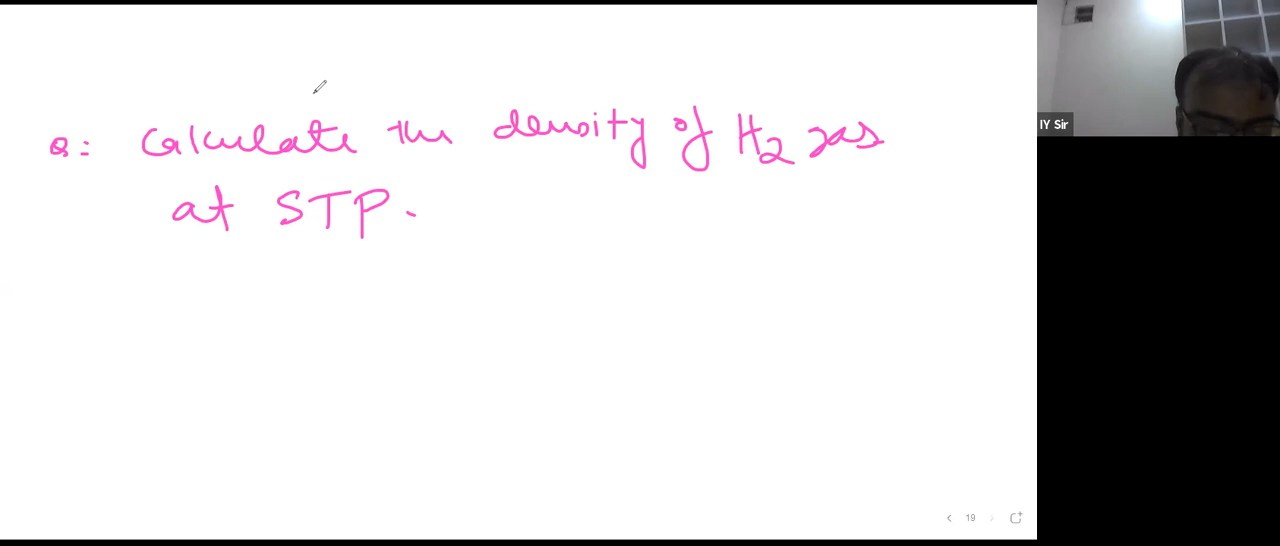 Q: Calculate the density of H2 gas
at STP.
IY Sir
19